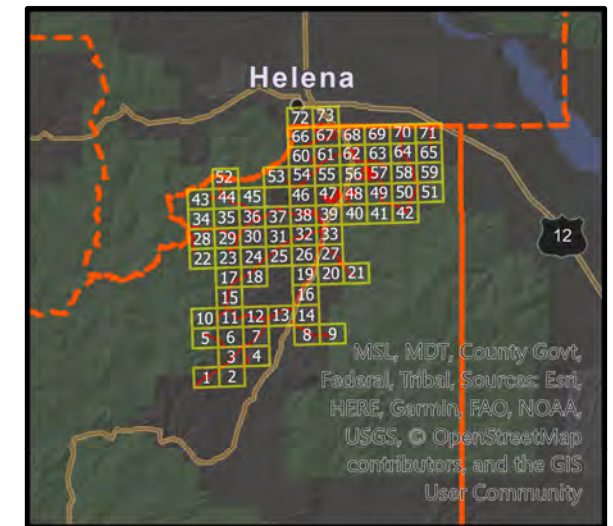 Helena
72 73
66 67 68 69 70 71
60 61 62 63 64 65
52 53 54 55 56 57 58 59
43 44 45 46 47 48 49 50 51
34 35 36 37 38 39 40 41 42
28 29 30 31 32 33
12
22 23 24 25 26 27
17 18 19 20 21
15 16
10 11 12 13 14
5 6 7 8 9
3 4
1 2
MSL, MDT, County Govt,
Federal, Tribal, Sources: Esri,
HERE, Garmin, FAO, NOAA,
USGS, © OpenStreetMap
contributors, and the GIS
User Community